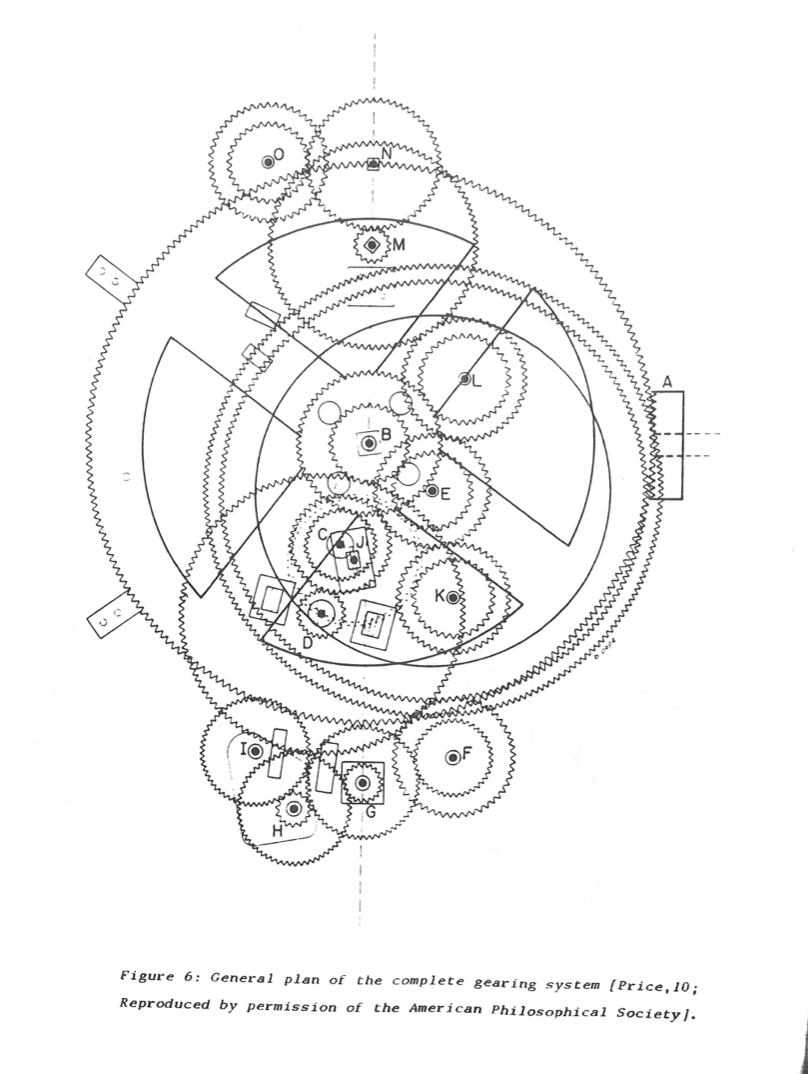 O
N
M
A
L
B
E
C
J
K
D
I
F
G
H
Figure 6: General plan of the complete gearing system [Price,10;
Reproduced by permission of the American Philosophical Society].